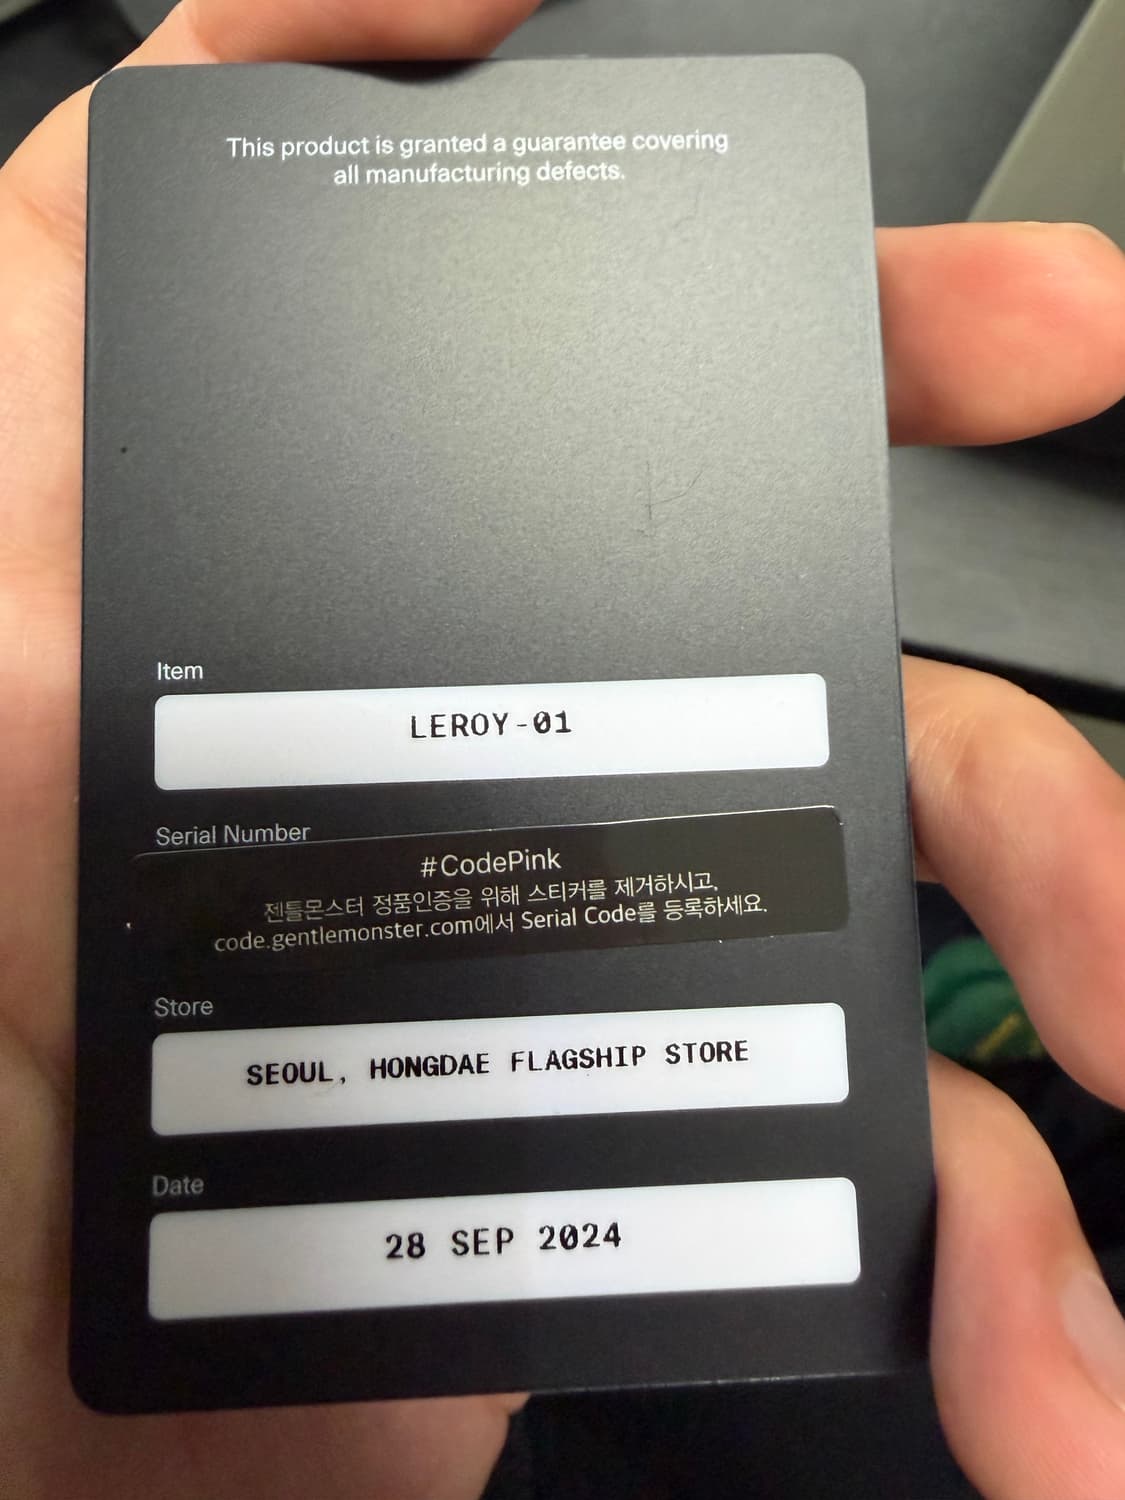 This product is granted a guarantee covering
all manufacturing defects.
Item
LEROY-01
Serial Number
#CodePink
젠틀몬스터 정품인증을 위해 스티커를 제거하시고,
code.gentlemonster.com에서 Serial Code를 등록하세요.
Store
SEOUL, HONGDAE FLAGSHIP STORE
Date
28 SEP 2024